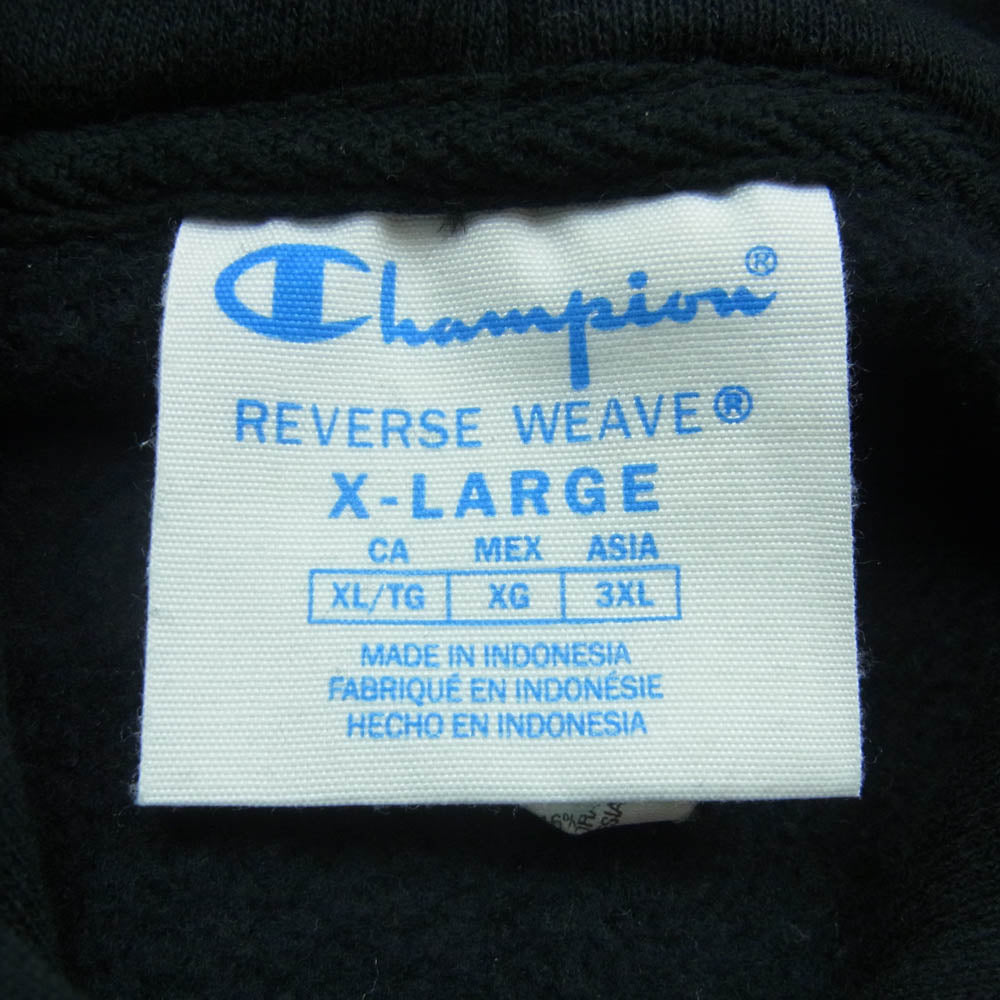 Champion®
REVERSE WEAVE®
X-LARGE
CA MEX ASIA
XL/TG XG 3XL
MADE IN INDONESIA
FABRIQUÉ EN INDONÉSIE
HECHO EN INDONESIA